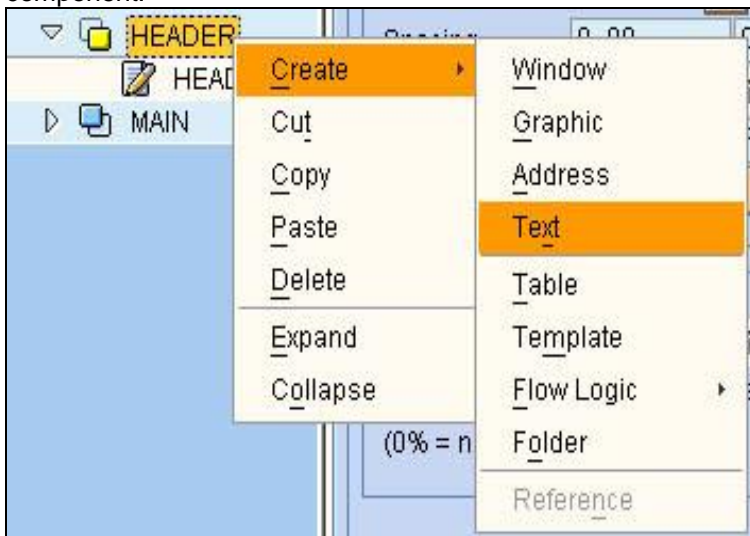 component.
HEADER
HEAD
MAIN
Create
Cut
Copy
Paste
Delete
Expand
Collapse
Window
Graphic
Address
Text
Table
Template
Flow Logic
Folder
Reference
(0% = n